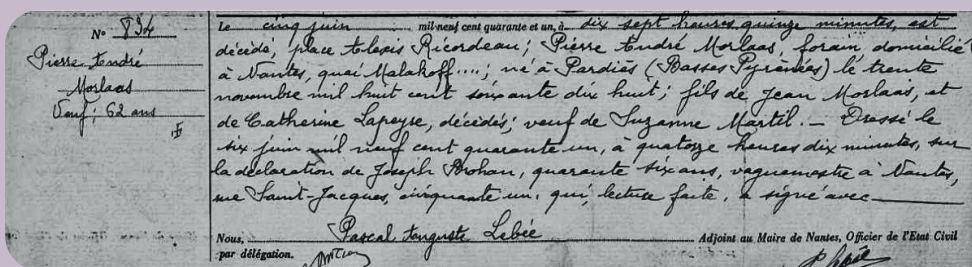 N° 834
Pierre André
Morlaas
Veuf; 62 ans
Le cinq juin mil neuf cent quarante et un, à dix sept heures quinze minutes, est
décédé, place Alexis Ricordeau; Pierre André Morlaas, forain, domicilié
à Nantes, quai Malakoff....; né à Pardies (Basses Pyrénées) le trente
novembre mil huit cent soixante dix huit; fils de Jean Morlaas, et
de Catherine Lapeyre, décédés; veuf de Suzanne Martil. — Dressé le
six juin mil neuf cent quarante un, à quatorze heures dix minutes, sur
la déclaration de Joseph Brohan, quarante six ans, vaguemestre à Nantes,
rue Saint-Jacques, cinquante un, qui, lecture faite, a signé avec
Nous, Pascal Auguste Lebée Adjoint au Maire de Nantes, Officier de l'Etat Civil
par délégation.